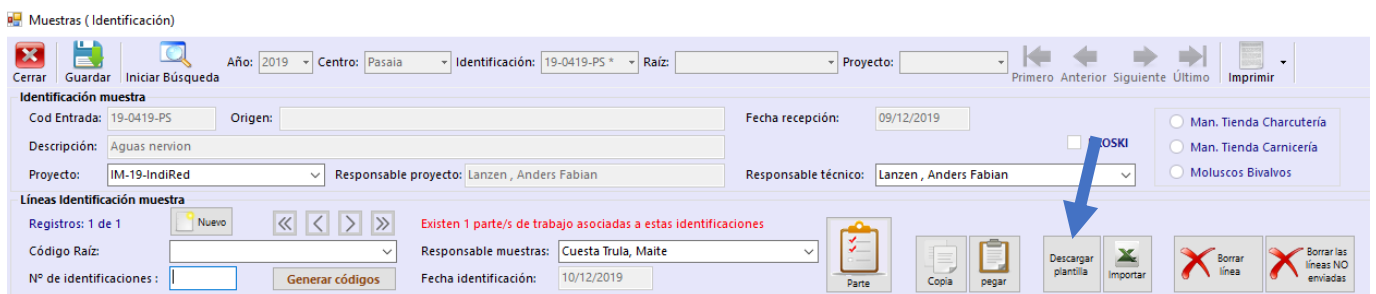 Muestras ( Identificación)
Cerrar Guardar Iniciar Búsqueda Año: 2019 Centro: Pasaia Identificación: 19-0419-PS * Raíz: Proyecto: Primero Anterior Siguiente Último Imprimir
Identificación muestra
Cod Entrada: 19-0419-PS Origen: Fecha recepción: 09/12/2019 Man. Tienda Charcutería
Descripción: Aguas nervion OSKI Man. Tienda Carnicería
Proyecto: IM-19-IndiRed Responsable proyecto: Lanzen , Anders Fabian Responsable técnico: Lanzen , Anders Fabian Moluscos Bivalvos
Líneas Identificación muestra
Registros: 1 de 1 Nuevo Existen 1 parte/s de trabajo asociadas a estas identificaciones
Código Raíz: Responsable muestras: Cuesta Trula, Maite
Nº de identificaciones : Generar códigos Fecha identificación: 10/12/2019
Parte
Copia
pegar
Descargar
plantilla
Importar
Borrar
línea
Borrar las
líneas NO
enviadas